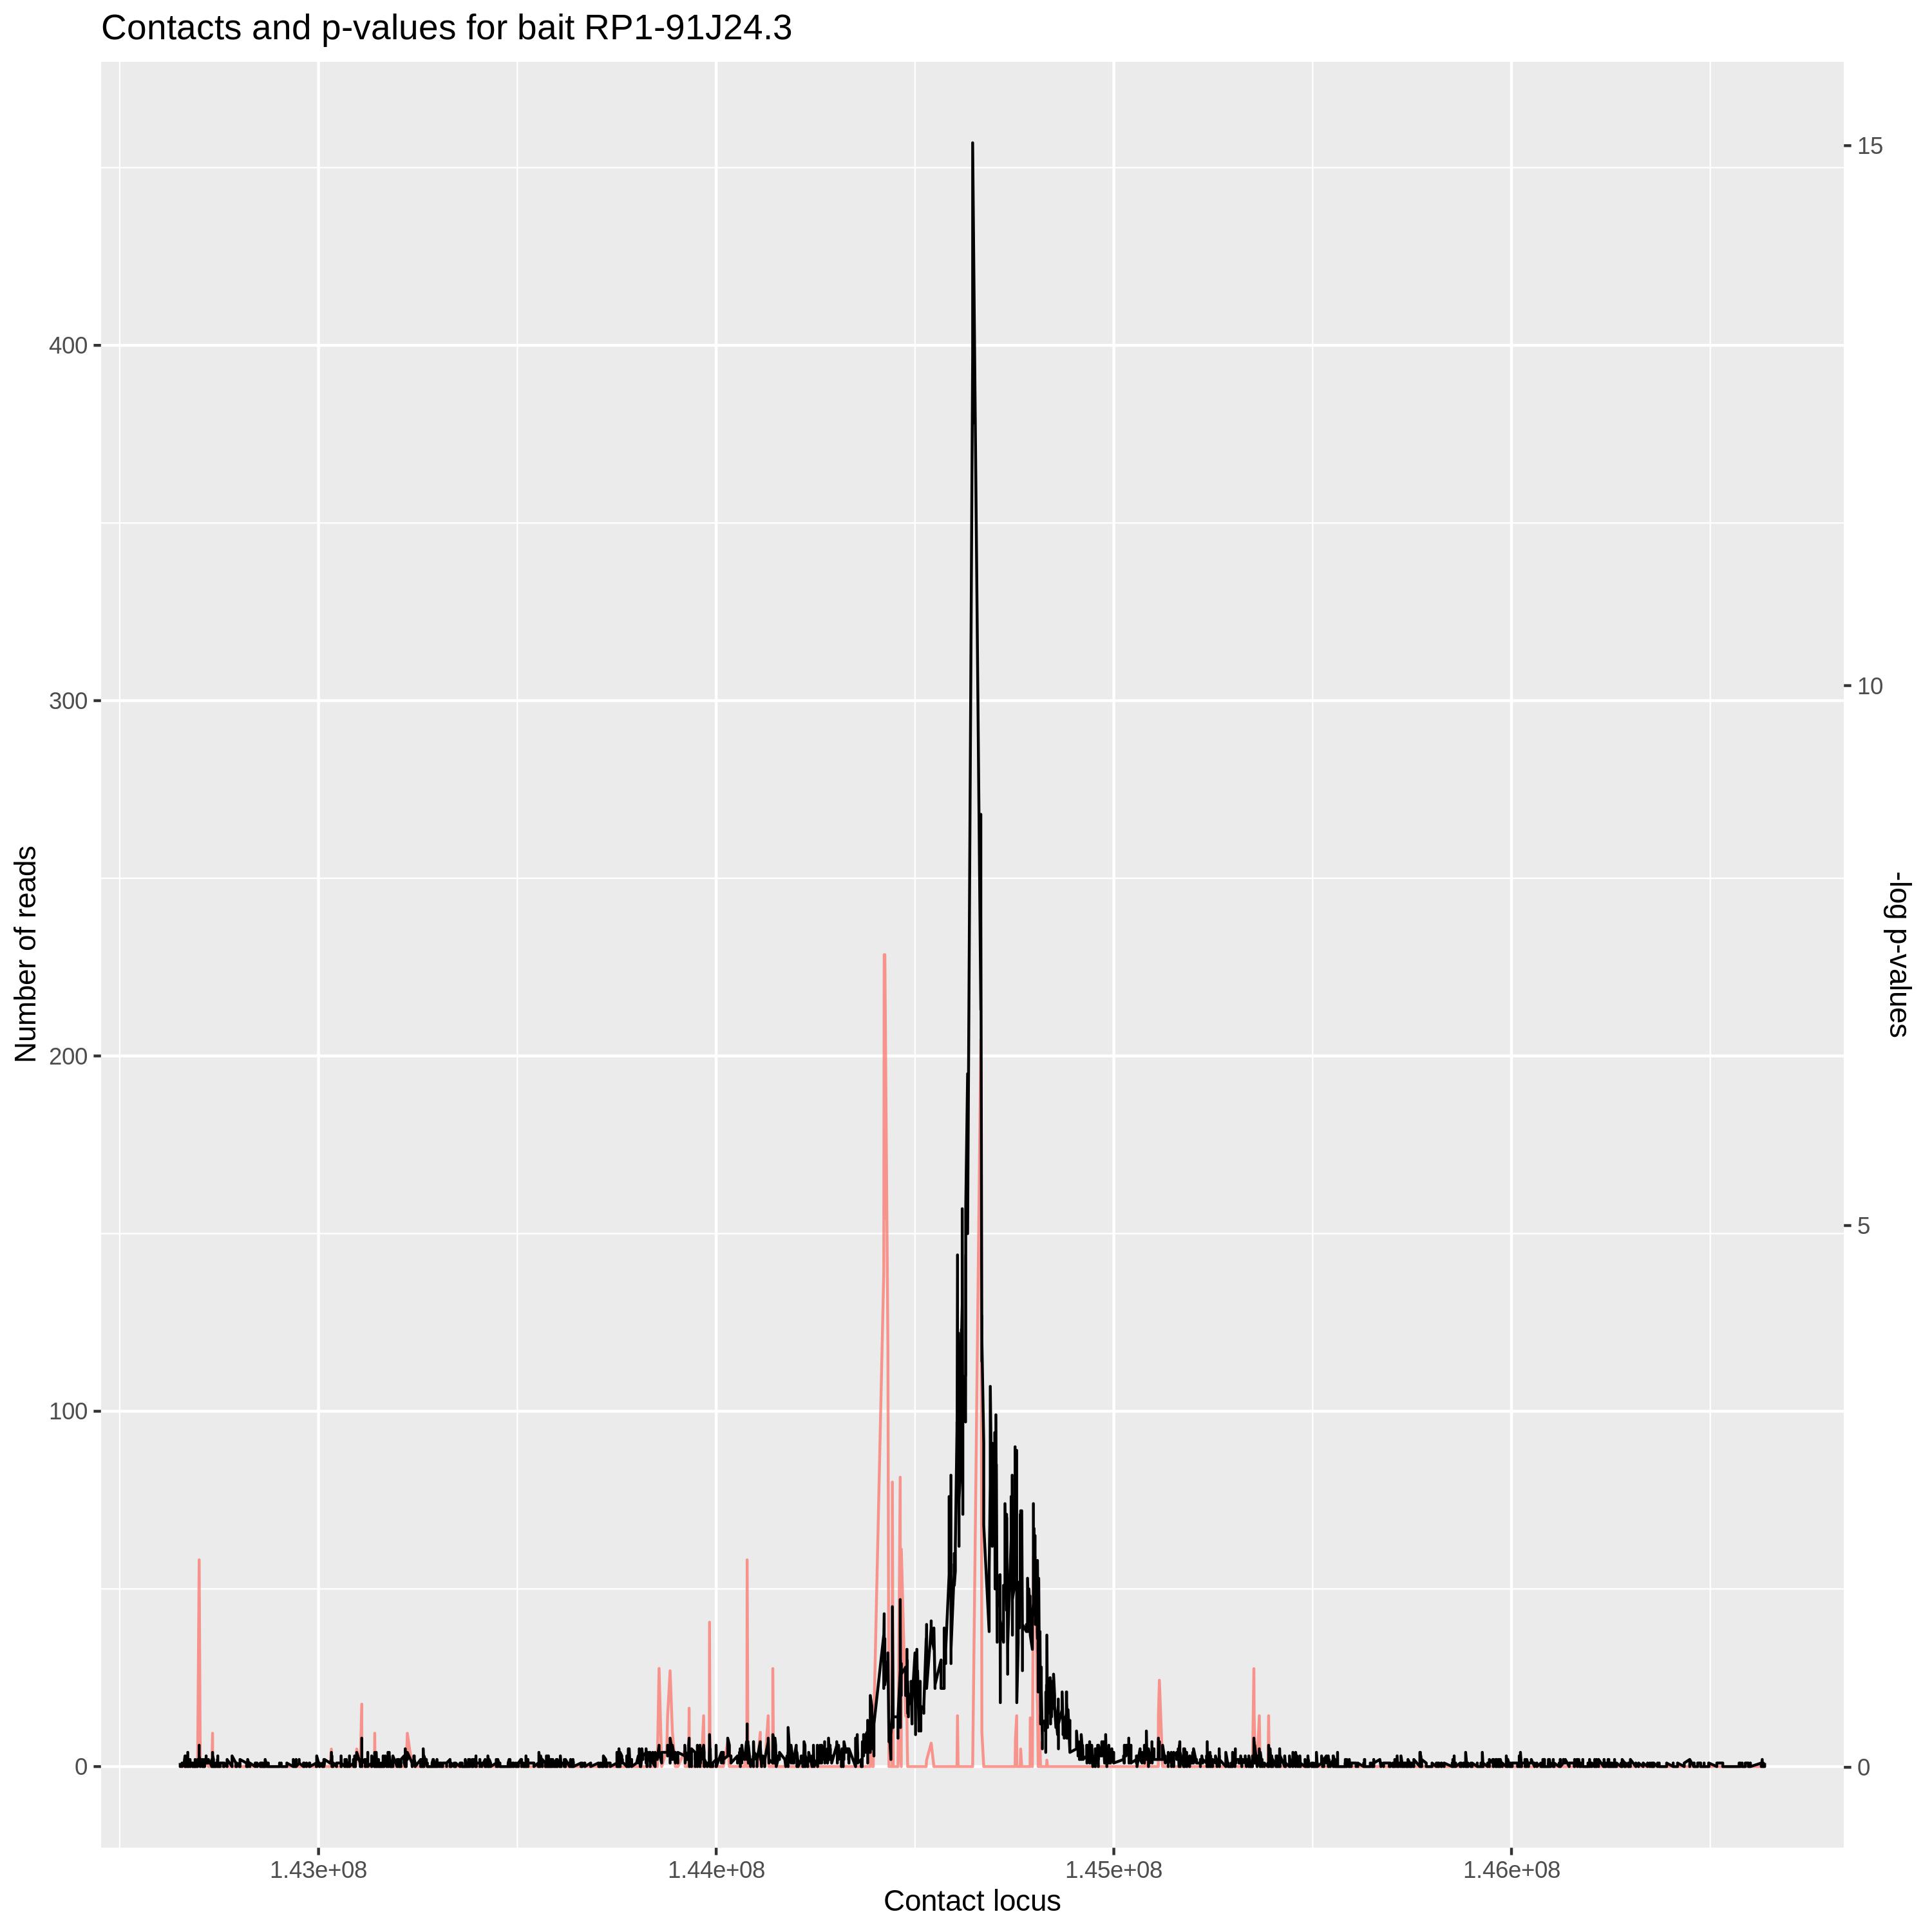 Contacts and p-values for bait RP1-91J24.3
Number of reads
400
300
200
100
0
15
10
5
0
-log p-values
1.43e+08
1.44e+08
1.45e+08
1.46e+08
Contact locus